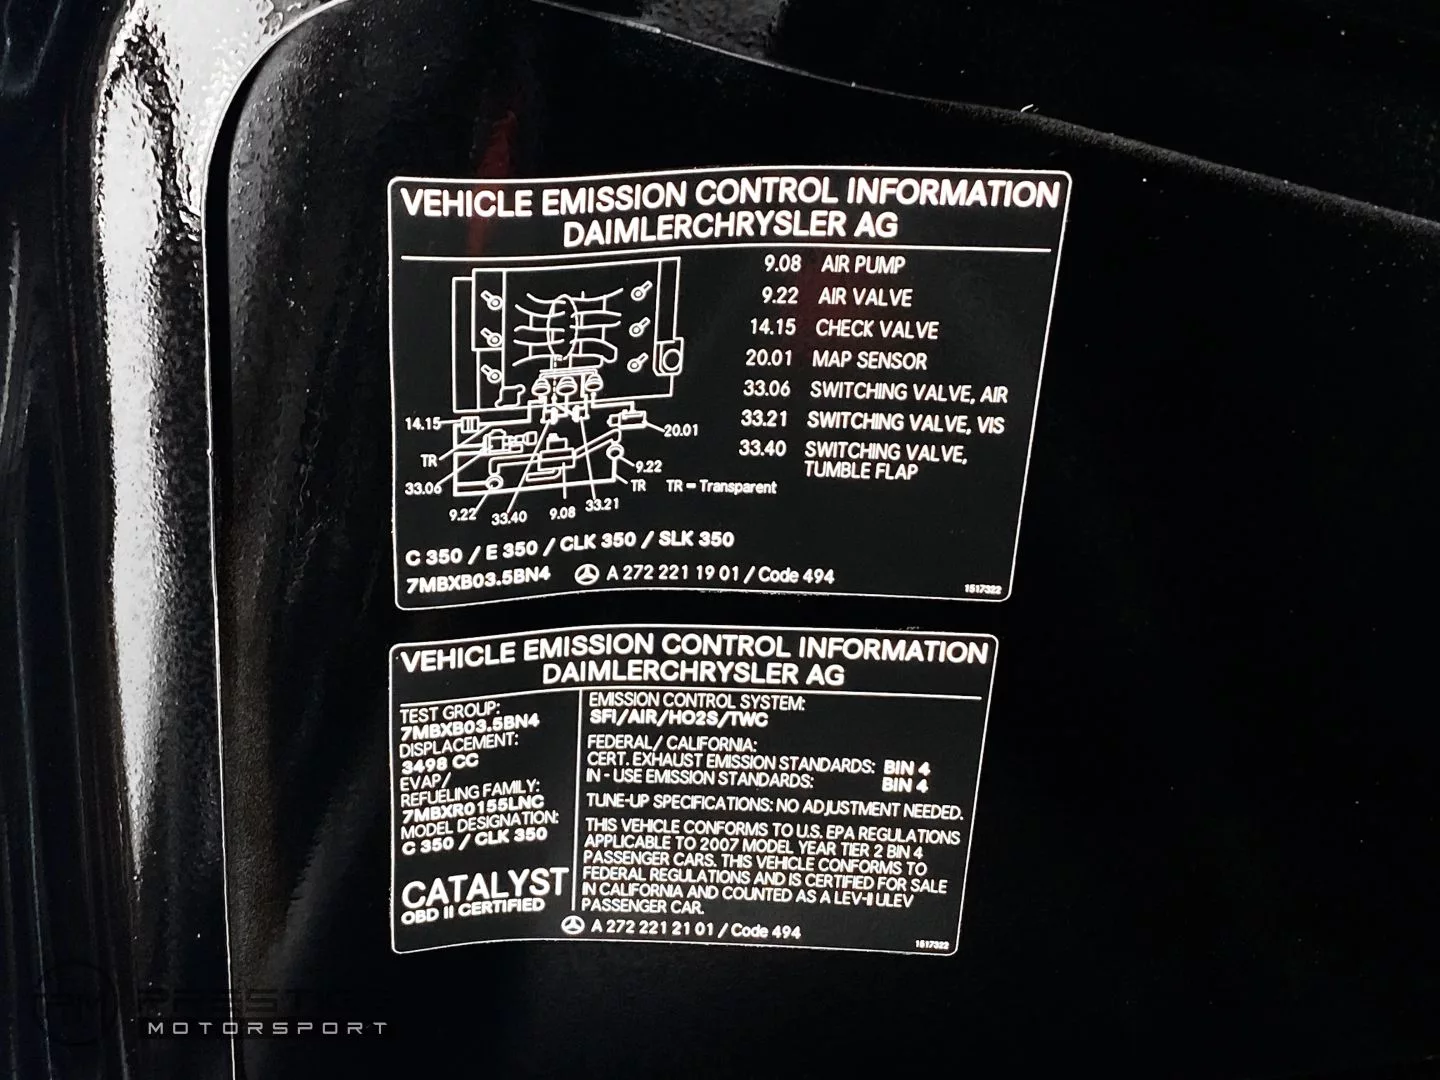 VEHICLE EMISSION CONTROL INFORMATION
DAIMLERCHRYSLER AG
9.08 AIR PUMP
9.22 AIR VALVE
14.15 CHECK VALVE
20.01 MAP SENSOR
33.06 SWITCHING VALVE, AIR
33.21 SWITCHING VALVE, VIS
33.40 SWITCHING VALVE,
TUMBLE FLAP
14.15
20.01
TR
9.22
33.06
TR
TR = Transparent
9.22
33.40
9.08
33.21
C 350 / E 350 / CLK 350 / SLK 350
7MBXB03.5BN4 A 272 221 19 01 / Code 494
1517322
VEHICLE EMISSION CONTROL INFORMATION
DAIMLERCHRYSLER AG
TEST GROUP:
7MBXB03.5BN4
DISPLACEMENT:
3498 CC
EVAP/
REFUELING FAMILY:
7MBXR0155LNC
MODEL DESIGNATION:
C 350 / CLK 350
CATALYST
OBD II CERTIFIED
EMISSION CONTROL SYSTEM:
SFI/AIR/HO2S/TWC
FEDERAL/ CALIFORNIA:
CERT. EXHAUST EMISSION STANDARDS: BIN 4
IN - USE EMISSION STANDARDS: BIN 4
TUNE-UP SPECIFICATIONS: NO ADJUSTMENT NEEDED.
THIS VEHICLE CONFORMS TO U.S. EPA REGULATIONS
APPLICABLE TO 2007 MODEL YEAR TIER 2 BIN 4
PASSENGER CARS. THIS VEHICLE CONFORMS TO
FEDERAL REGULATIONS AND IS CERTIFIED FOR SALE
IN CALIFORNIA AND COUNTED AS A LEV-II ULEV
PASSENGER CAR.
A 272 221 21 01 / Code 494
1517322
MOTORSPORT